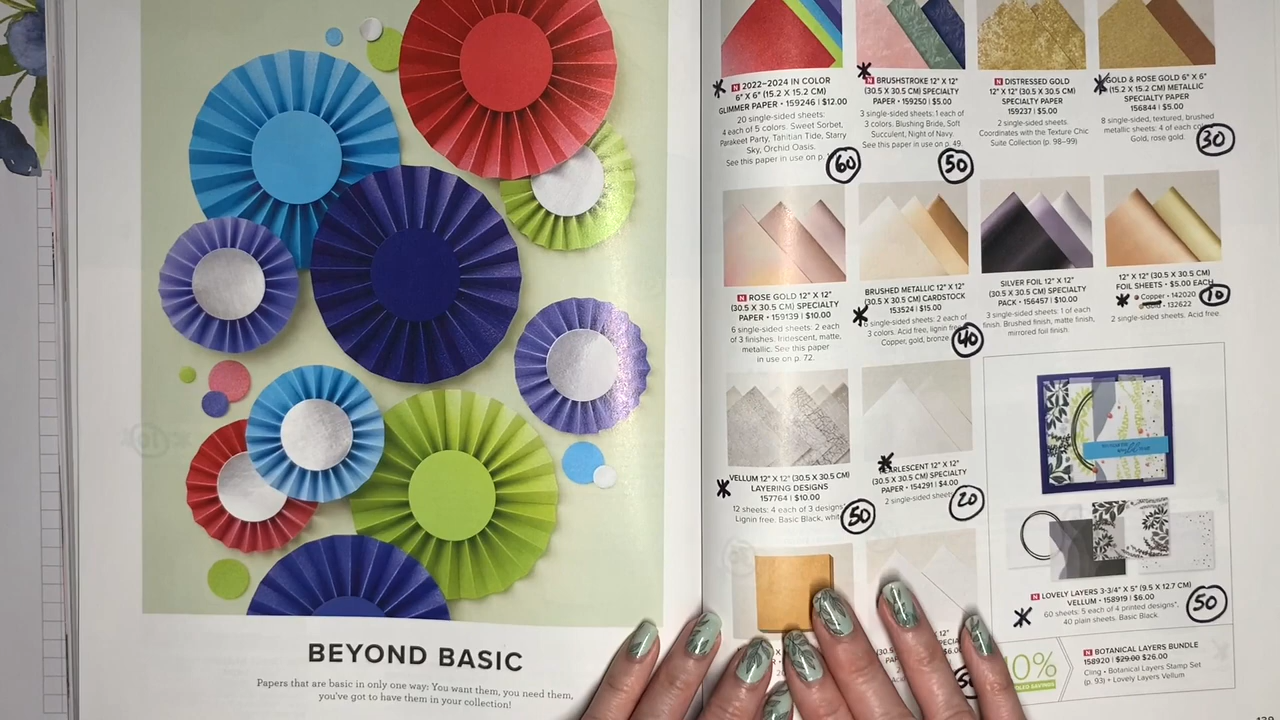 BEYOND BASIC
Papers that are basic in only one way: You want them, you need them,
you've got to have them in your collection!
* N 2022–2024 IN COLOR
6" X 6" (15.2 X 15.2 CM)
GLIMMER PAPER • 159246 | $12.00
20 single-sided sheets:
4 each of 5 colors. Sweet Sorbet,
Parakeet Party, Tahitian Tide, Starry
Sky, Orchid Oasis.
See this paper in use on p.
60
* N BRUSHSTROKE 12" X 12"
(30.5 X 30.5 CM) SPECIALTY
PAPER • 159250 | $5.00
3 single-sided sheets: 1 each of
3 colors. Blushing Bride, Soft
Succulent, Night of Navy.
See this paper in use on p. 49.
50
N DISTRESSED GOLD
12" X 12" (30.5 X 30.5 CM)
SPECIALTY PAPER
159237 | $5.00
2 single-sided sheets.
Coordinates with the Texture Chic
Suite Collection (p. 98–99)
* GOLD & ROSE GOLD 6" X 6"
(15.2 X 15.2 CM) METALLIC
SPECIALTY PAPER
156844 | $5.00
8 single-sided, textured, brushed
metallic sheets: 4 of each
Gold, rose gold.
30
N ROSE GOLD 12" X 12"
(30.5 X 30.5 CM) SPECIALTY
PAPER • 159139 | $10.00
6 single-sided sheets: 2 each
of 3 finishes. Iridescent, matte,
metallic. See this paper
in use on p. 72.
BRUSHED METALLIC 12" X 12"
(30.5 X 30.5 CM) CARDSTOCK
153524 | $15.00
* 6 single-sided sheets: 2 each of
3 colors. Acid free, lignin free
Copper, gold, bronze.
40
SILVER FOIL 12" X 12"
(30.5 X 30.5 CM) SPECIALTY
PACK • 156457 | $10.00
3 single-sided sheets: 1 of each
finish. Brushed finish, matte finish,
mirrored foil finish.
12" X 12" (30.5 X 30.5 CM)
FOIL SHEETS • $5.00 EACH
* Copper • 142020
Gold • 132622
2 single-sided sheets. Acid free.
10
VELLUM 12" X 12" (30.5 X 30.5 CM)
* LAYERING DESIGNS
157764 | $10.00
12 sheets: 4 each of 3 designs
Lignin free. Basic Black,
50
* PEARLESCENT 12" X 12"
(30.5 X 30.5 CM) SPECIALTY
PAPER • 154291 | $4.00
2 single-sided
20
N LOVELY LAYERS 3-3/4" X 5" (9.5 X 12.7 CM)
VELLUM • 158919 | $6.00
* 60 sheets: 5 each of 4 printed designs*,
40 plain sheets. Basic Black.
50
N BOTANICAL LAYERS BUNDLE
158920 | $29.00 $26.00
Cling • Botanical Layers Stamp Set
(p. 93) + Lovely Layers Vellum